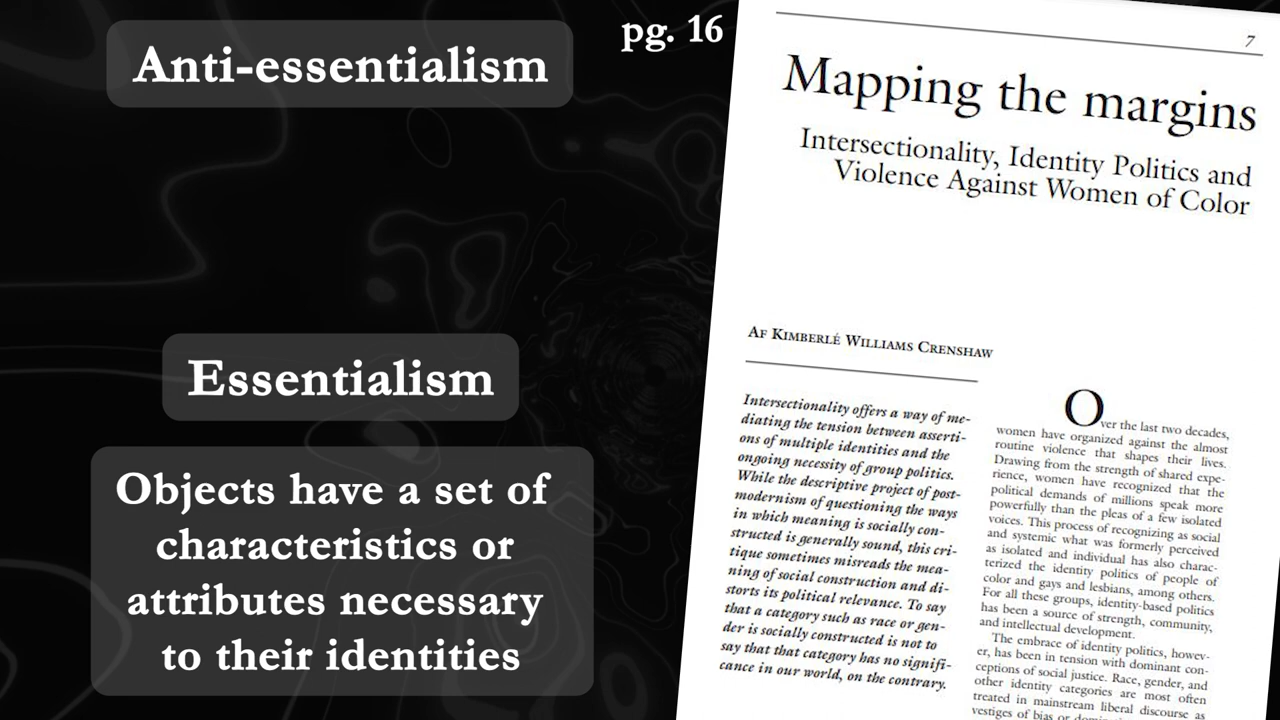 Anti-essentialism
Essentialism
Objects have a set of
characteristics or
attributes necessary
to their identities
pg. 16
7
Mapping the margins
Intersectionality, Identity Politics and
Violence Against Women of Color
AF KIMBERLÉ WILLIAMS CRENSHAW
Intersectionality offers a way of me-
diating the tension between asserti-
ons of multiple identities and the
ongoing necessity of group politics.
While the descriptive project of post-
modernism of questioning the ways
in which meaning is socially con-
structed is generally sound, this cri-
tique sometimes misreads the mea-
ning of social construction and di-
storts its political relevance. To say
that a category such as race or gen-
der is socially constructed is not to
say that that category has no signifi-
cance in our world, on the contrary.
Over the last two decades,
women have organized against the almost
routine violence that shapes their lives.
Drawing from the strength of shared expe-
rience, women have recognized that the
political demands of millions speak more
powerfully than the pleas of a few isolated
voices. This process of recognizing as social
and systemic what was formerly perceived
as isolated and individual has also charac-
terized the identity politics of people of
color and gays and lesbians, among others.
For all these groups, identity-based politics
has been a source of strength, community,
and intellectual development.
The embrace of identity politics, howev-
er, has been in tension with dominant con-
ceptions of social justice. Race, gender, and
other identity categories are most often
treated in mainstream liberal discourse as
vestiges of bias or